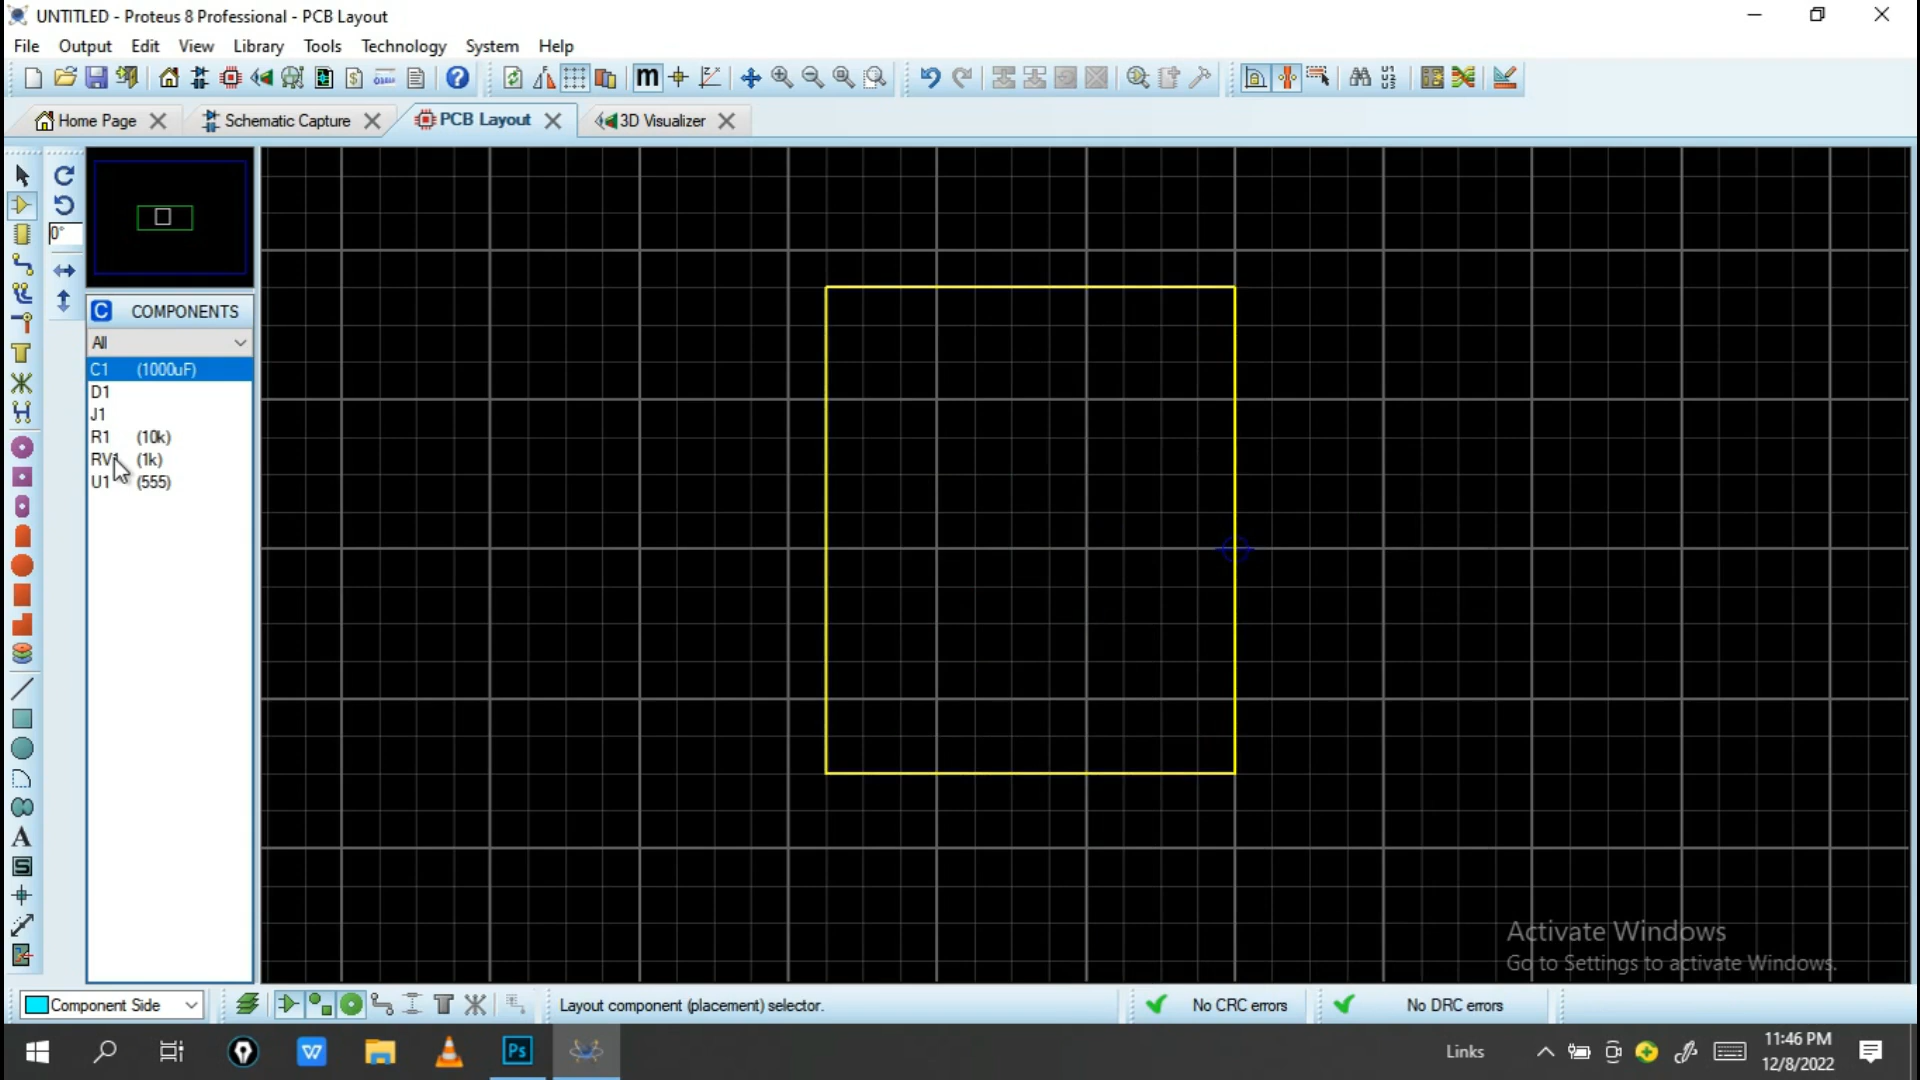 UNTITLED - Proteus 8 Professional - PCB Layout
File Output Edit View Library Tools Technology System Help
Home Page Schematic Capture PCB Layout 3D Visualizer
0°
C COMPONENTS
All
C1 (1000uF)
D1
J1
R1 (10k)
RV1 (1k)
U1 (555)
Activate Windows
Go to Settings to activate Windows.
Component Side Layout component (placement) selector. No CRC errors No DRC errors
Ps Links 11:46 PM
12/8/2022